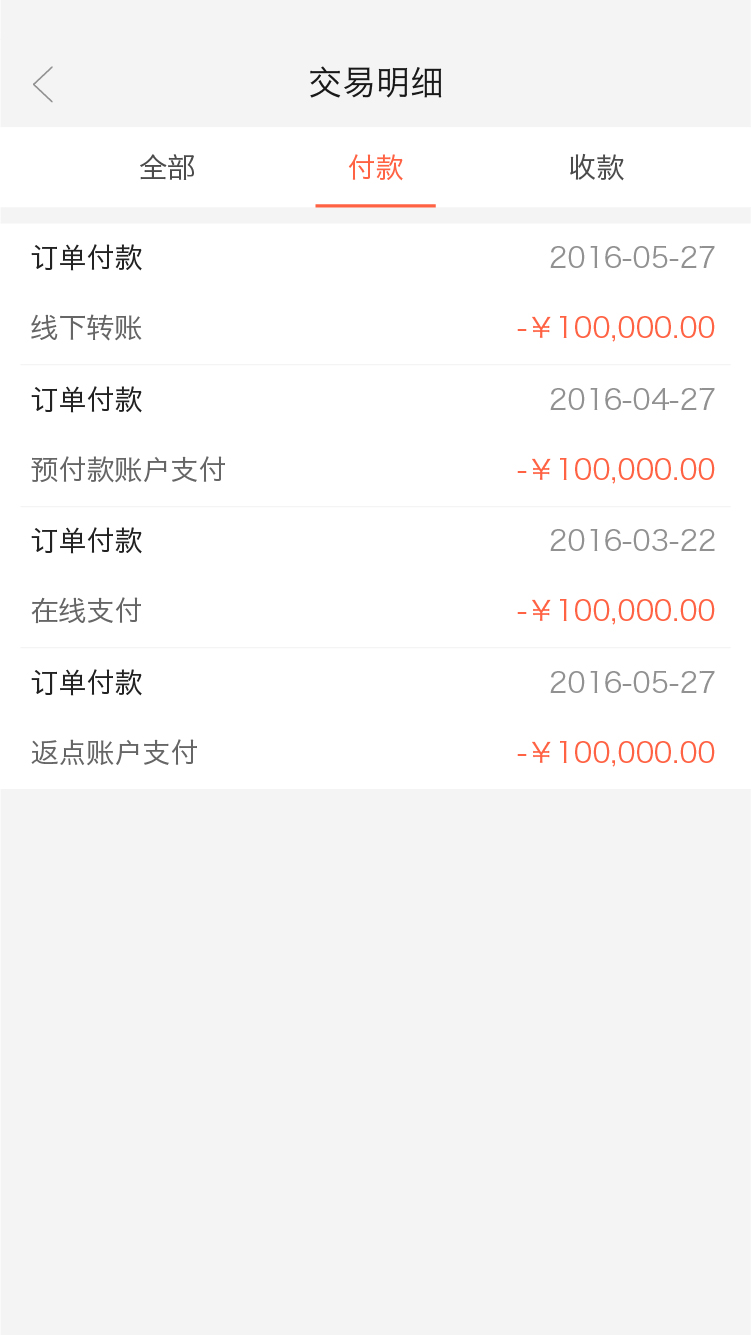 交易明细
全部 付款 收款
订单付款 2016-05-27
线下转账 -￥100,000.00
订单付款 2016-04-27
预付款账户支付 -￥100,000.00
订单付款 2016-03-22
在线支付 -￥100,000.00
订单付款 2016-05-27
返点账户支付 -￥100,000.00